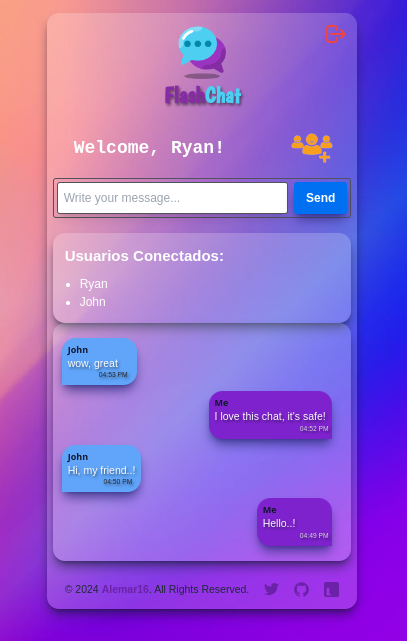 FlashChat
Welcome, Ryan!
Write your message...
Send
Usuarios Conectados:
Ryan
John
John
wow, great
04:53 PM
Me
I love this chat, it's safe!
04:52 PM
John
Hi, my friend..!
04:50 PM
Me
Hello..!
04:49 PM
© 2024 Alemar16. All Rights Reserved.